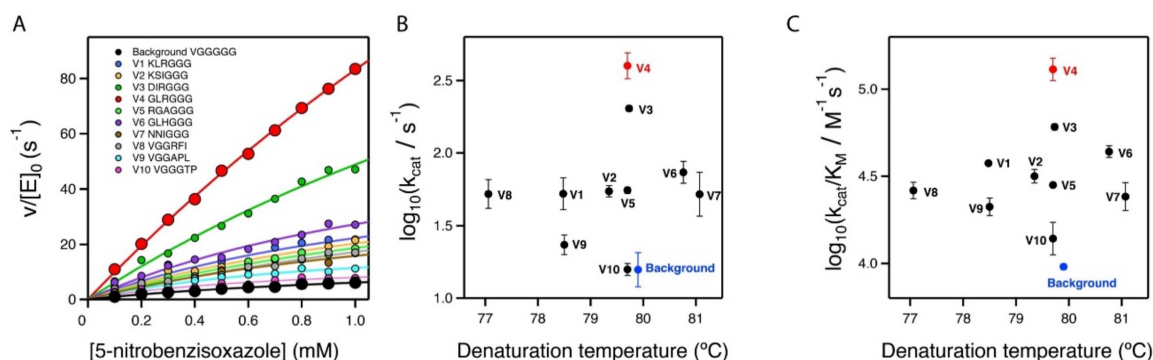 A
80
60
40
20
0
v/[E]₀ (s⁻¹)
Background VGGGGG
V1 KLRGGG
V2 KSIGGG
V3 DIRGGG
V4 GLRGGG
V5 RGAGGG
V6 GLHGGG
V7 NNIGGG
V8 VGGRFI
V9 VGGAPL
V10 VGGGTP
0 0.2 0.4 0.6 0.8 1.0
[5-nitrobenzisoxazole] (mM)
B
2.5
2.0
1.5
1.0
log₁₀(kcat / s⁻¹)
V4
V3
V6
V2
V8
V1
V5
V7
V9
V10
Background
77 78 79 80 81
Denaturation temperature (ºC)
C
5.0
4.5
4.0
log₁₀(kcat/KM / M⁻¹ s⁻¹)
V4
V3
V6
V1
V2
V5
V8
V7
V9
V10
Background
77 78 79 80 81
Denaturation temperature (ºC)